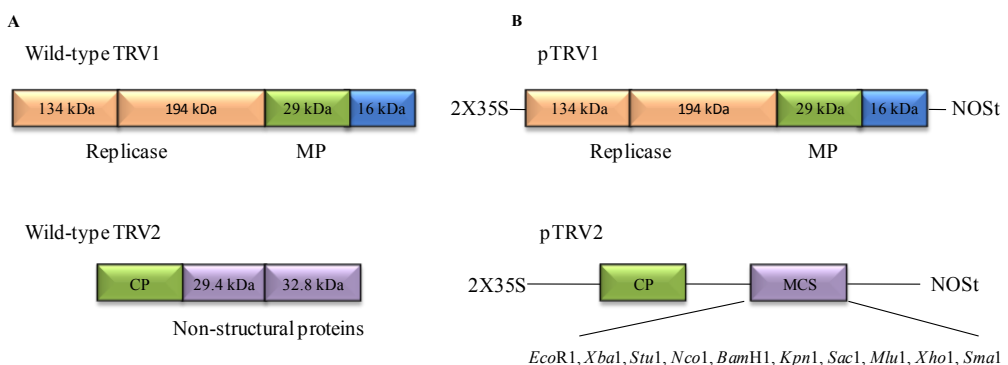 A
Wild-type TRV1
134 kDa 194 kDa 29 kDa 16 kDa
Replicase MP
Wild-type TRV2
CP 29.4 kDa 32.8 kDa
Non-structural proteins
B
pTRV1
2X35S 134 kDa 194 kDa 29 kDa 16 kDa NOSt
Replicase MP
pTRV2
2X35S CP MCS NOSt
EcoR1, Xba1, Stu1, Nco1, BamH1, Kpn1, Sac1, Mlu1, Xho1, Sma1